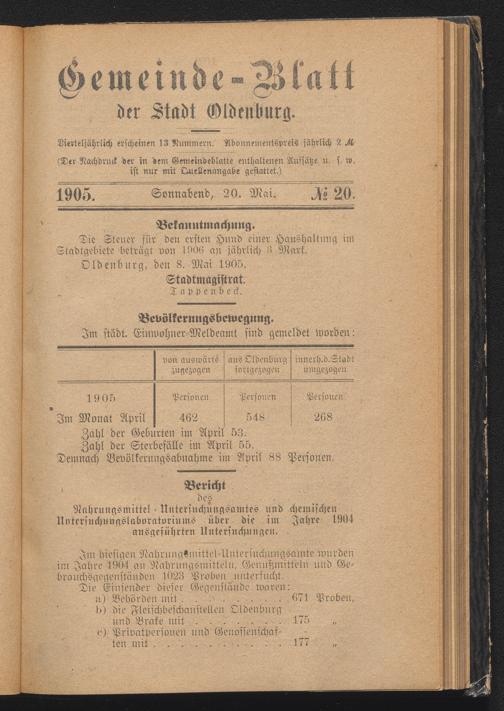 Gemeinde-Blatt
der Stadt Oldenburg.
Vierteljährlich erscheinen 13 Nummern. Abonnementspreis jährlich 2 ℳ
(Der Nachdruck der in dem Gemeindeblatte enthaltenen Aufsätze u. s. w.
ist nur mit Quellenangabe gestattet.)
1905. Sonnabend, 20. Mai. № 20.
Bekanntmachung.
Die Steuer für den ersten Hund einer Haushaltung im
Stadtgebiete beträgt von 1906 an jährlich 3 Mark.
Oldenburg, den 8. Mai 1905.
Stadtmagistrat.
Tappenbeck.
Bevölkerungsbewegung.
Im städt. Einwohner-Meldeamt sind gemeldet worden:
von auswärts zugezogen aus Oldenburg fortgezogen innerh. d. Stadt umgezogen
1905 Personen Personen Personen
Im Monat April 462 548 268
Zahl der Geburten im April 53.
Zahl der Sterbefälle im April 55.
Demnach Bevölkerungsabnahme im April 88 Personen.
Bericht
des
Nahrungsmittel-Untersuchungsamtes und chemischen
Untersuchungslaboratoriums über die im Jahre 1904
ausgeführten Untersuchungen.
Im hiesigen Nahrungsmittel-Untersuchungsamte wurden
im Jahre 1904 an Nahrungsmitteln, Genußmitteln und Ge-
brauchsgegenständen 1023 Proben untersucht.
Die Einsender dieser Gegenstände waren:
a) Behörden mit . . . . . . . . . . 671 Proben,
b) die Fleischbeschaustellen Oldenburg
und Brake mit . . . . . . . . . 175 „
c) Privatpersonen und Genossenschaf-
ten mit . . . . . . . . . . . 177 „